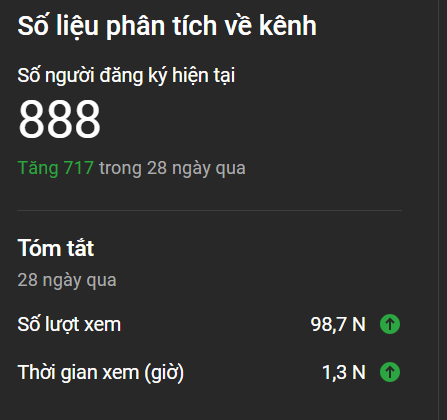 Số liệu phân tích về kênh
Số người đăng ký hiện tại
888
Tăng 717 trong 28 ngày qua
Tóm tắt
28 ngày qua
Số lượt xem 98,7 N
Thời gian xem (giờ) 1,3 N